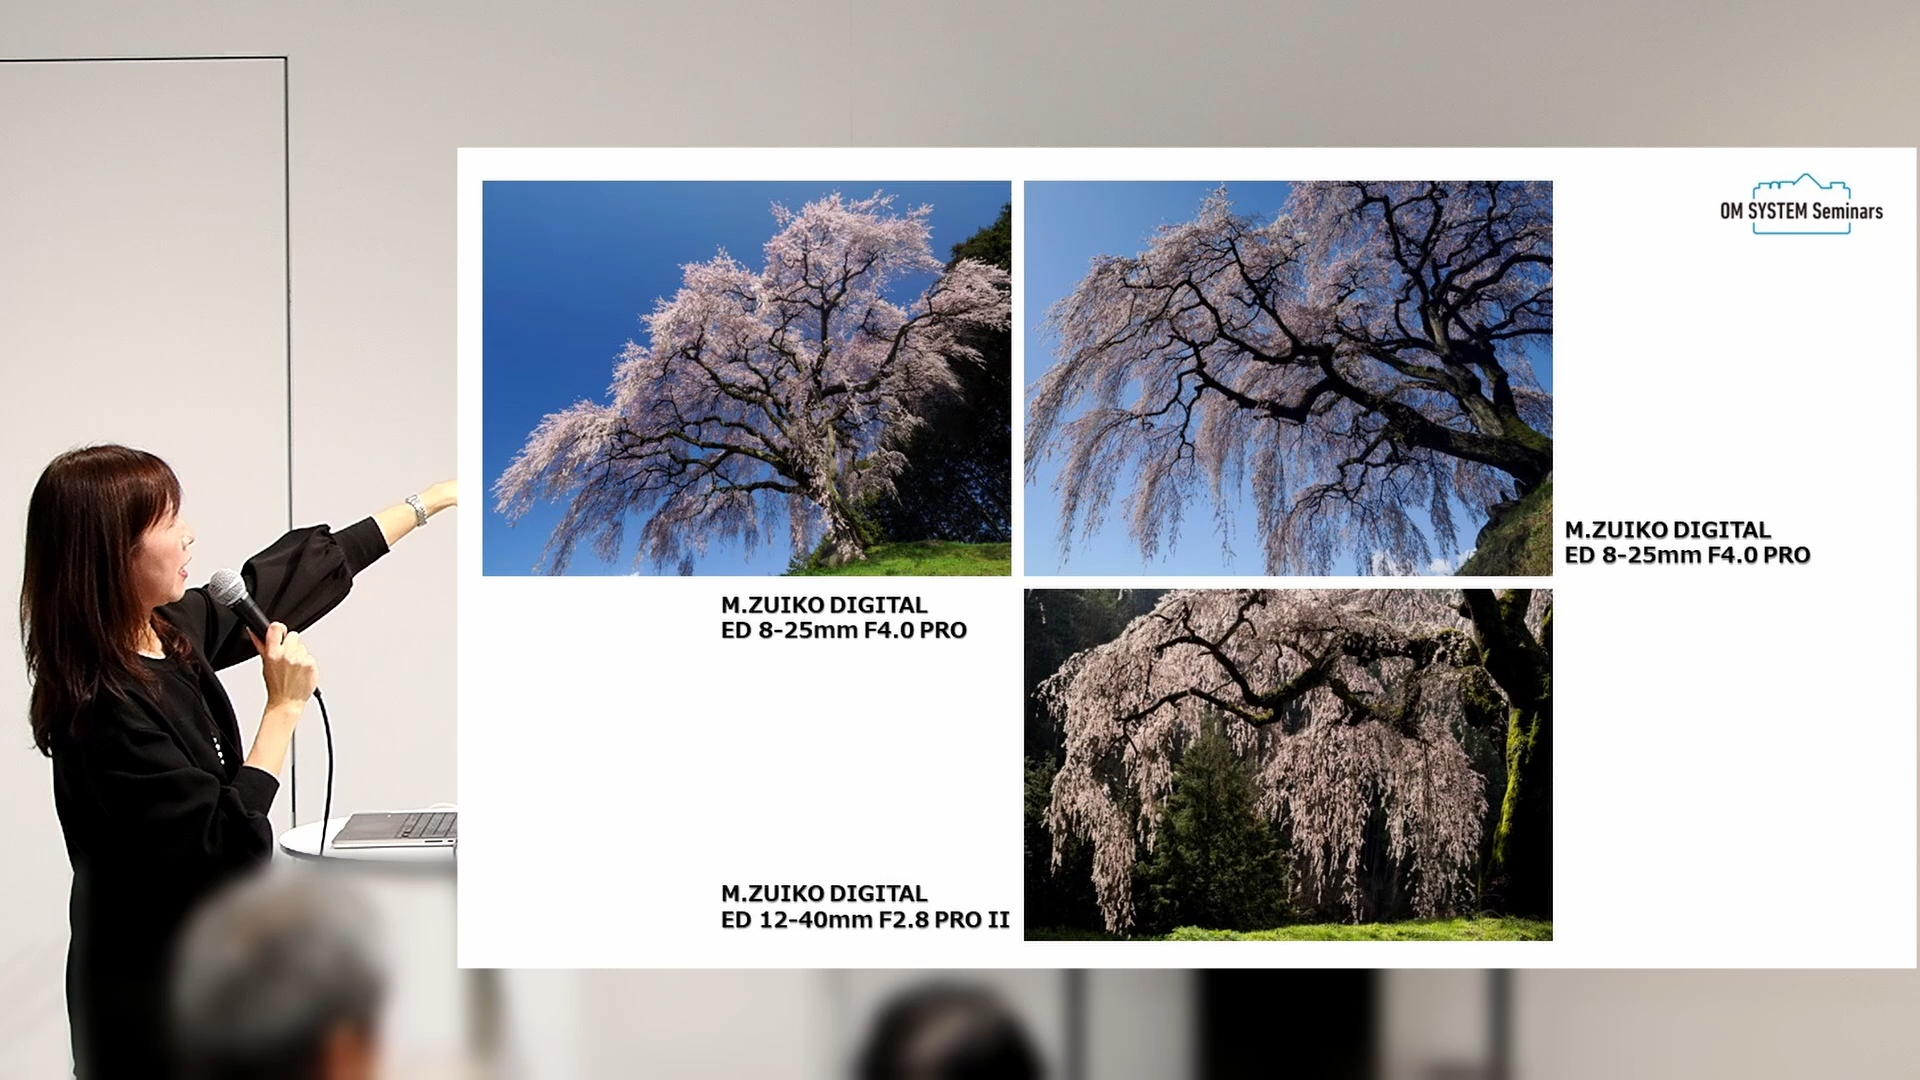 OM SYSTEM Seminars
M.ZUIKO DIGITAL
ED 8-25mm F4.0 PRO
M.ZUIKO DIGITAL
ED 8-25mm F4.0 PRO
M.ZUIKO DIGITAL
ED 12-40mm F2.8 PRO II